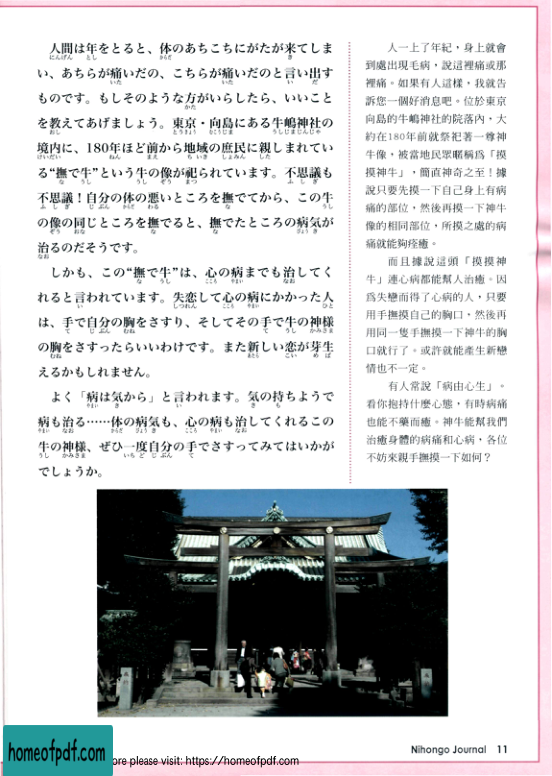 人間は年をとると、体のあちこちにがたが来てしま
い、あちらが痛いだの、こちらが痛いだのと言い出す
ものです。もしそのような方がいらしたら、いいこと
を教えてあげましょう。東京・向島にある牛嶋神社の
境内に、180年ほど前から地域の庶民に親しまれてい
る“撫で牛”という牛の像が祀られています。不思議も
不思議！自分の体の悪いところを撫でてから、この牛
の像の同じところを撫でると、撫でたところの病気が
治るのだそうです。
しかも、この“撫で牛”は、心の病までも治してく
れると言われています。失恋して心の病にかかった人
は、手で自分の胸をさすり、そしてその手で牛の神様
の胸をさすったらいいわけです。また新しい恋が芽生
えるかもしれません。
よく「病は気から」と言われます。気の持ちようで
病も治る……体の病気も、心の病も治してくれるこの
牛の神様、ぜひ一度自分の手でさすってみてはいかが
でしょうか。
人一上了年紀，身上就會
到處出現毛病，說這裡痛或那
裡痛。如果有人這樣，我就告
訴您一個好消息吧。位於東京
向島的牛嶋神社的院落內，大
約在180年前就祭祀著一尊神
牛像，被當地民眾暱稱為「摸
摸神牛」，簡直神奇之至！據
說只要先摸一下自己身上有病
痛的部位，然後再摸一下神牛
像的相同部位，所摸之處的病
痛就能夠痊癒。
而且據說這頭「摸摸神
牛」連心病都能幫人治癒。因
為失戀而得了心病的人，只要
用手撫摸自己的胸口，然後再
用同一隻手撫摸一下神牛的胸
口就行了。或許就能產生新戀
情也不一定。
有人常說「病由心生」。
看你抱持什麼心態，有時病痛
也能不藥而癒。神牛能幫我們
治癒身體的病痛和心病，各位
不妨來親手撫摸一下如何？
Nihongo Journal 11
homeofpdf.com
ore please visit: https://homeofpdf.com